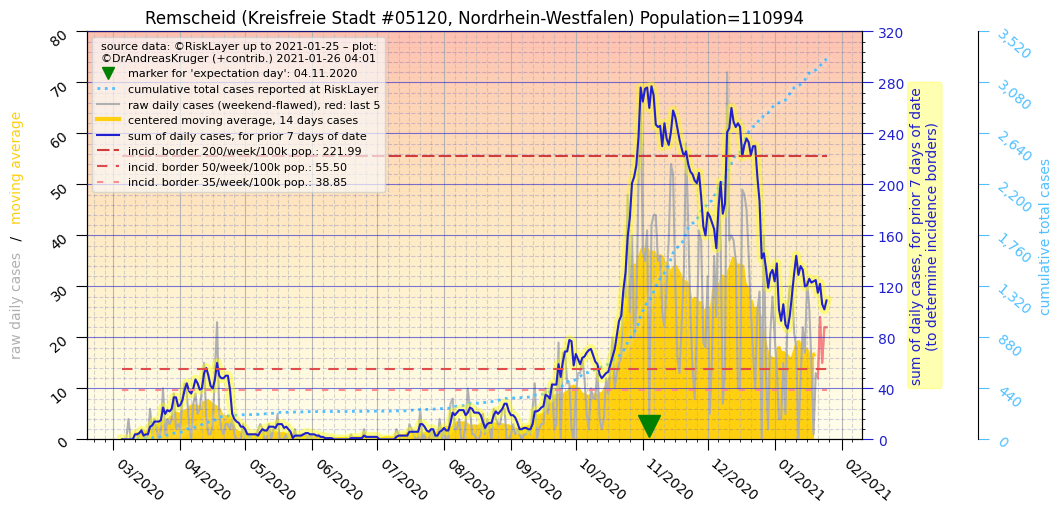 Remscheid (Kreisfreie Stadt #05120, Nordrhein-Westfalen) Population=110994
source data: ©RiskLayer up to 2021-01-25 – plot:
©DrAndreasKruger (+contrib.) 2021-01-26 04:01
marker for 'expectation day': 04.11.2020
cumulative total cases reported at RiskLayer
raw daily cases (weekend-flawed), red: last 5
centered moving average, 14 days cases
sum of daily cases, for prior 7 days of date
incid. border 200/week/100k pop.: 221.99
incid. border 50/week/100k pop.: 55.50
incid. border 35/week/100k pop.: 38.85
raw daily cases / moving average
80
70
60
50
40
30
20
10
0
03/2020
04/2020
05/2020
06/2020
07/2020
08/2020
09/2020
10/2020
11/2020
12/2020
01/2021
02/2021
320
280
240
200
160
120
80
40
0
sum of daily cases, for prior 7 days of date
(to determine incidence borders)
3,520
3,080
2,640
2,200
1,760
1,320
880
440
0
cumulative total cases